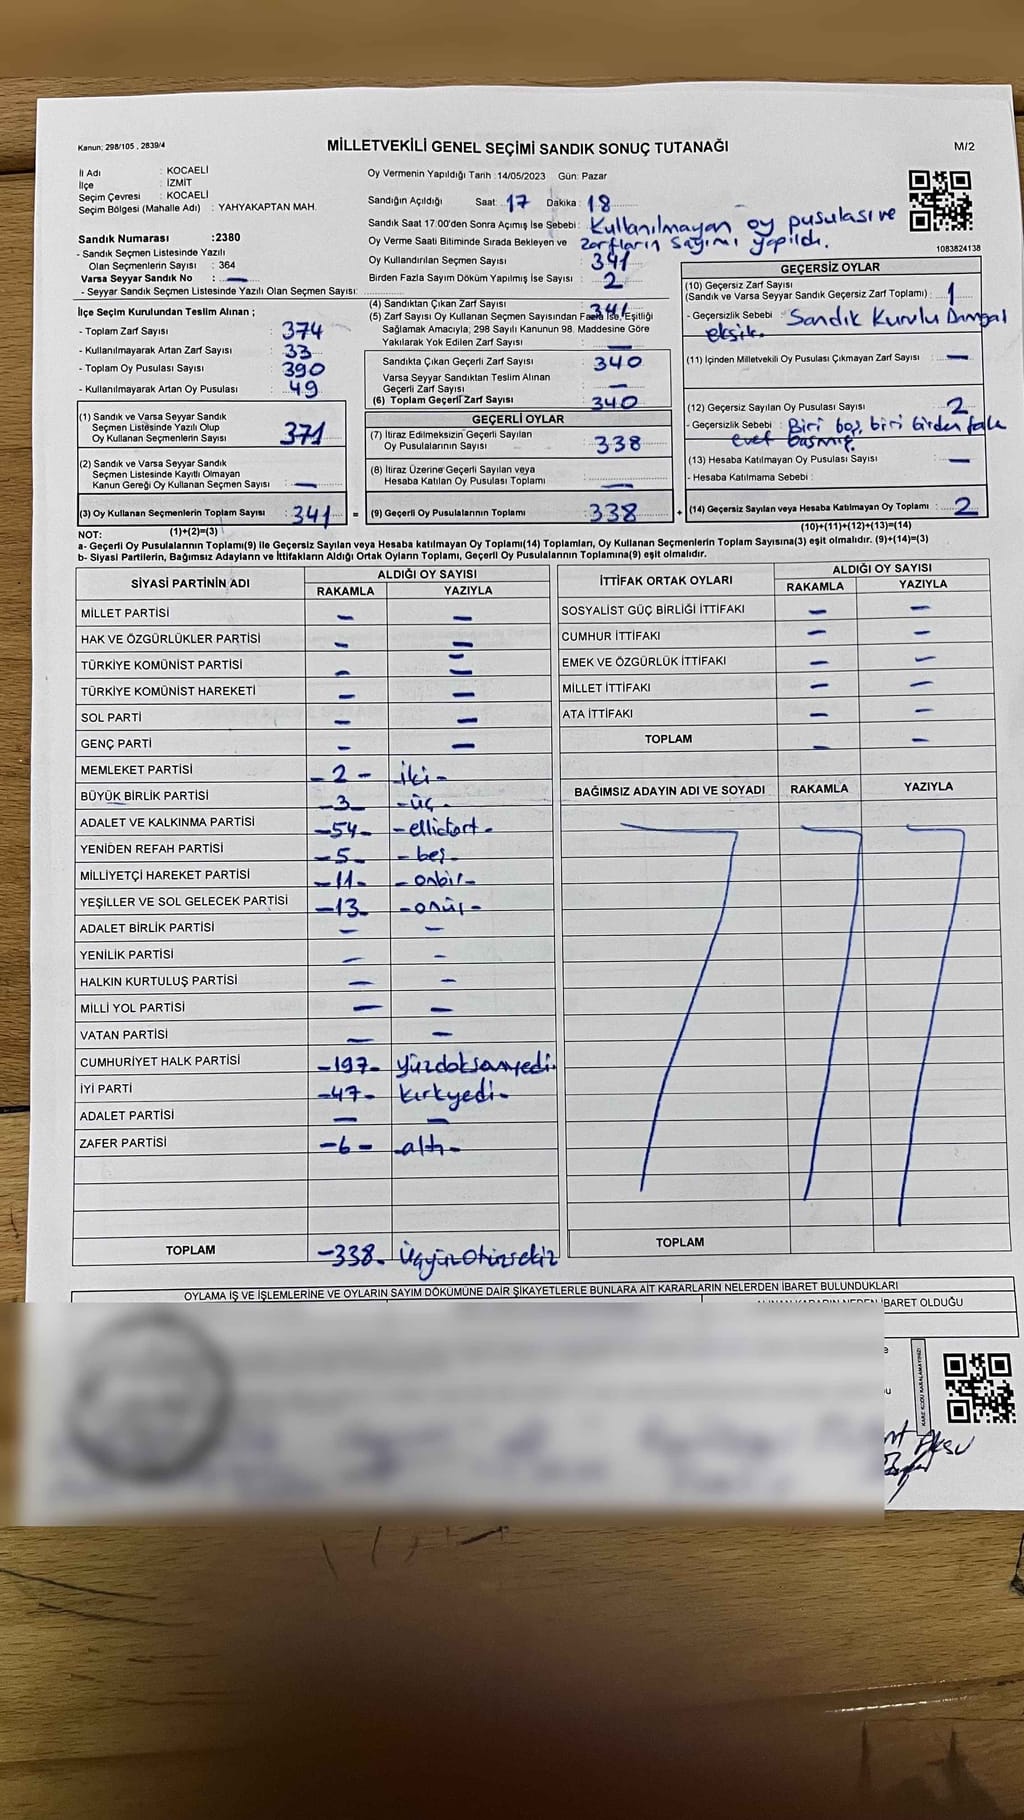 Kanun: 298/105 , 2839/4
MİLLETVEKİLİ GENEL SEÇİMİ SANDIK SONUÇ TUTANAĞI
M/2
İl Adı : KOCAELİ
İlçe : İZMİT
Seçim Çevresi : KOCAELİ
Seçim Bölgesi (Mahalle Adı) : YAHYAKAPTAN MAH.
Sandık Numarası :2380
- Sandık Seçmen Listesinde Yazılı
Olan Seçmenlerin Sayısı : 364
Varsa Seyyar Sandık No : —
- Seyyar Sandık Seçmen Listesinde Yazılı Olan Seçmen Sayısı:
Oy Vermenin Yapıldığı Tarih :14/05/2023 Gün: Pazar
Sandığın Açıldığı Saat: 17 Dakika : 18
Sandık Saat 17.00'den Sonra Açımış İse Sebebi: Kullanılmayan oy pusulası ve
Oy Verme Saati Bitiminde Sırada Bekleyen ve zarfların sayımı yapıldı.
Oy Kullandırılan Seçmen Sayısı : 341
Birden Fazla Sayım Döküm Yapılmış İse Sayısı : 2
1083824138
İlçe Seçim Kurulundan Teslim Alınan ;
- Toplam Zarf Sayısı : 374
- Kullanılmayarak Artan Zarf Sayısı : 33
- Toplam Oy Pusulası Sayısı : 390
- Kullanılmayarak Artan Oy Pusulası : 49
(1) Sandık ve Varsa Seyyar Sandık
Seçmen Listesinde Yazılı Olup
Oy Kullanan Seçmenlerin Sayısı : 371
(2) Sandık ve Varsa Seyyar Sandık
Seçmen Listesinde Kayıtlı Olmayan
Kanun Gereği Oy Kullanan Seçmen Sayısı : —
(3) Oy Kullanan Seçmenlerin Toplam Sayısı : 341 =
(4) Sandıktan Çıkan Zarf Sayısı : 341
(5) Zarf Sayısı Oy Kullanan Seçmen Sayısından Fazla İse, Eşitliği
Sağlamak Amacıyla; 298 Sayılı Kanunun 98. Maddesine Göre
Yakılarak Yok Edilen Zarf Sayısı : —
Sandıkta Çıkan Geçerli Zarf Sayısı : 340
Varsa Seyyar Sandıktan Teslim Alınan
Geçerli Zarf Sayısı : —
(6) Toplam Geçerli Zarf Sayısı : 340
GEÇERLİ OYLAR
(7) İtiraz Edilmeksizin Geçerli Sayılan
Oy Pusulalarının Sayısı : 338
(8) İtiraz Üzerine Geçerli Sayılan veya
Hesaba Katılan Oy Pusulası Toplamı : —
(9) Geçerli Oy Pusulalarının Toplamı : 338 +
GEÇERSİZ OYLAR
(10) Geçersiz Zarf Sayısı
(Sandık ve Varsa Seyyar Sandık Geçersiz Zarf Toplamı) : 1
- Geçersizlik Sebebi : Sandık Kurulu Damgal
eksik.
(11) İçinden Milletvekili Oy Pusulası Çıkmayan Zarf Sayısı : —
(12) Geçersiz Sayılan Oy Pusulası Sayısı : 2
- Geçersizlik Sebebi : Biri boş, biri birden fazla
evet basmış.
(13) Hesaba Katılmayan Oy Pusulası Sayısı : —
- Hesaba Katılmama Sebebi :
(14) Geçersiz Sayılan veya Hesaba Katılmayan Oy Toplamı : 2
NOT: (1)+(2)=(3) (10)+(11)+(12)+(13)=(14)
a- Geçerli Oy Pusulalarının Toplamı(9) ile Geçersiz Sayılan veya Hesaba katılmayan Oy Toplamı(14) Toplamları, Oy Kullanan Seçmenlerin Toplam Sayısına(3) eşit olmalıdır. (9)+(14)=(3)
b- Siyasi Partilerin, Bağımsız Adayların ve İttifakların Aldığı Ortak Oyların Toplamı, Geçerli Oy Pusulalarının Toplamına(9) eşit olmalıdır.
SİYASİ PARTİNİN ADI ALDIĞI OY SAYISI
RAKAMLA YAZIYLA
MİLLET PARTİSİ — —
HAK VE ÖZGÜRLÜKLER PARTİSİ — —
TÜRKİYE KOMÜNİST PARTİSİ — —
TÜRKİYE KOMÜNİST HAREKETİ — —
SOL PARTİ — —
GENÇ PARTİ — —
MEMLEKET PARTİSİ -2- iki-
BÜYÜK BİRLİK PARTİSİ -3- -üç-
ADALET VE KALKINMA PARTİSİ -54- -ellidört-
YENİDEN REFAH PARTİSİ -5- -beş-
MİLLİYETÇİ HAREKET PARTİSİ -11- -onbir-
YEŞİLLER VE SOL GELECEK PARTİSİ -13- -onüç-
ADALET BİRLİK PARTİSİ — —
YENİLİK PARTİSİ — —
HALKIN KURTULUŞ PARTİSİ — —
MİLLİ YOL PARTİSİ — —
VATAN PARTİSİ — —
CUMHURİYET HALK PARTİSİ -197- yüzdoksanyedi-
İYİ PARTİ -47- kırkyedi-
ADALET PARTİSİ — —
ZAFER PARTİSİ -6- -altı-
TOPLAM -338- Üçyüzotuzsekiz
İTTİFAK ORTAK OYLARI ALDIĞI OY SAYISI
RAKAMLA YAZIYLA
SOSYALİST GÜÇ BİRLİĞİ İTTİFAKI — —
CUMHUR İTTİFAKI — —
EMEK VE ÖZGÜRLÜK İTTİFAKI — —
MİLLET İTTİFAKI — —
ATA İTTİFAKI — —
TOPLAM — —
BAĞIMSIZ ADAYIN ADI VE SOYADI RAKAMLA YAZIYLA
TOPLAM
OYLAMA İŞ VE İŞLEMLERİNE VE OYLARIN SAYIM DÖKÜMÜNE DAİR ŞİKAYETLERLE BUNLARA AİT KARARLARIN NELERDEN İBARET BULUNDUKLARI
İBARET OLDUĞU
KARE KODU KARALAMAYINIZ!